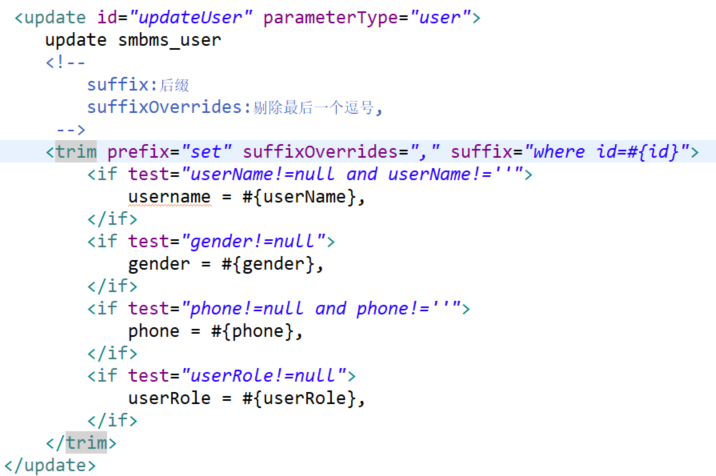 <update id="updateUser" parameterType="user">
update smbms_user
<!--
suffix:后缀
suffixOverrides:剔除最后一个逗号,
-->
<trim prefix="set" suffixOverrides="," suffix="where id=#{id}">
<if test="userName!=null and userName!=''">
username = #{userName},
</if>
<if test="gender!=null">
gender = #{gender},
</if>
<if test="phone!=null and phone!=''">
phone = #{phone},
</if>
<if test="userRole!=null">
userRole = #{userRole},
</if>
</trim>
</update>